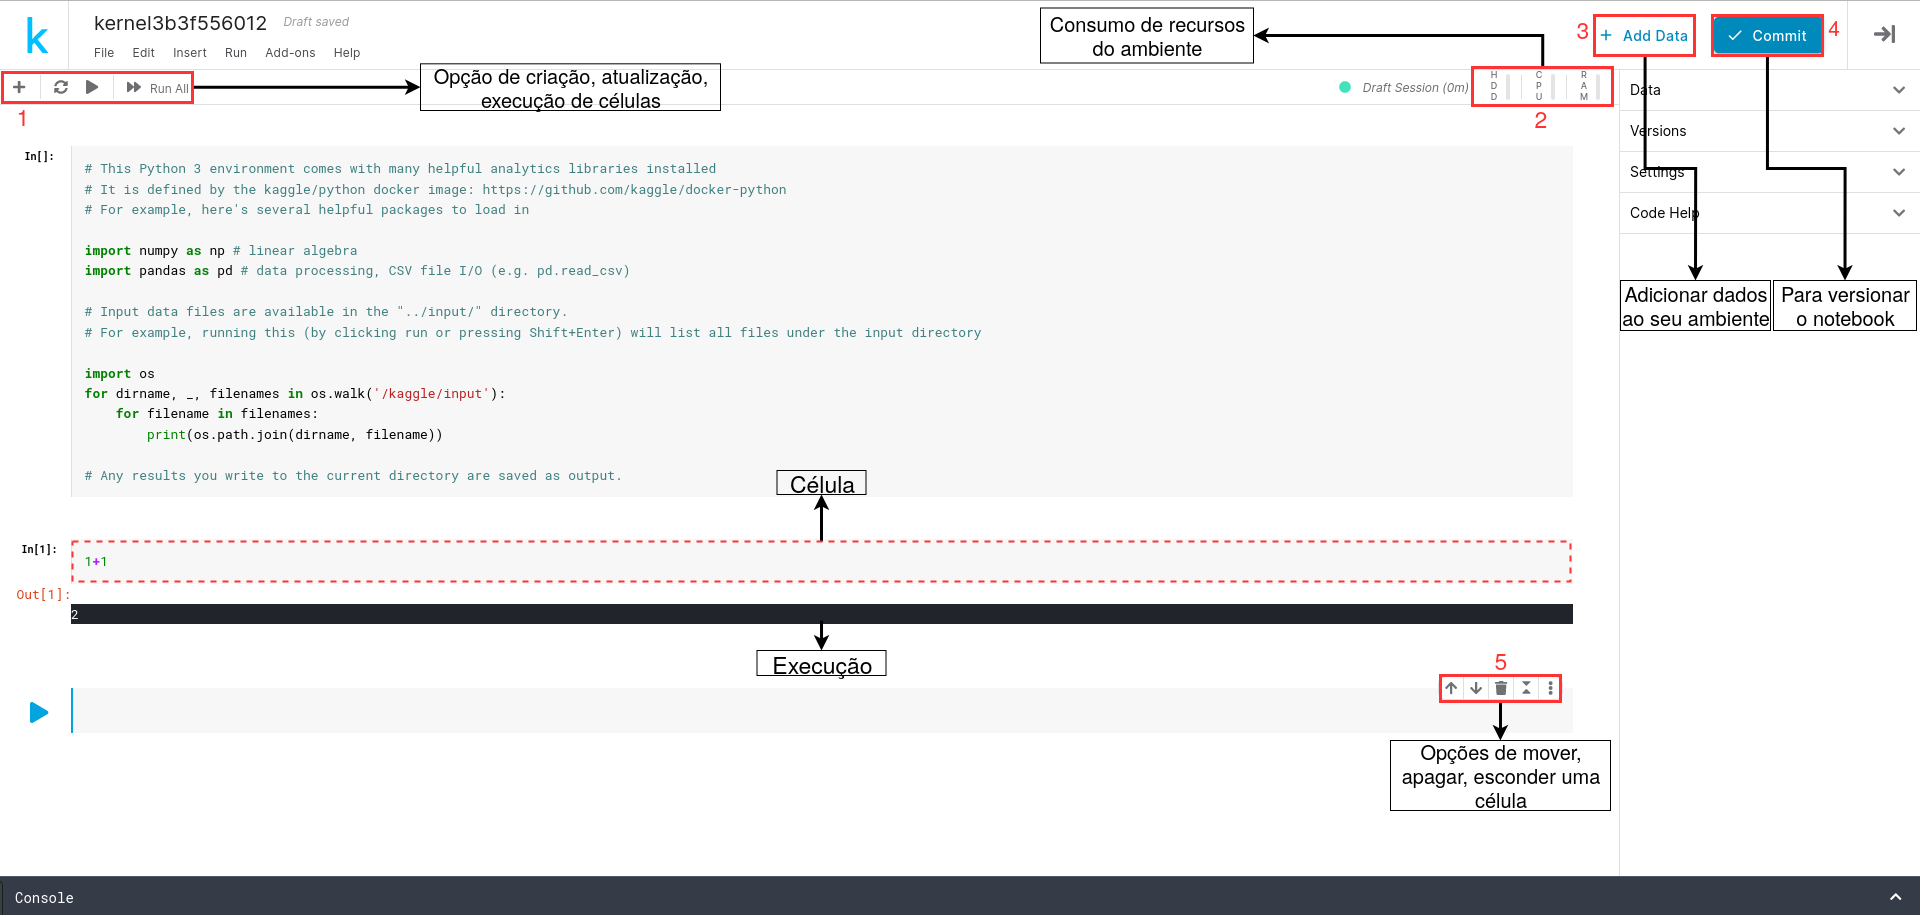 k
kernel3b3f556012 Draft saved
File Edit Insert Run Add-ons Help
Consumo de recursos
do ambiente
3 + Add Data
Commit 4
Run All
1
Opção de criação, atualização,
execução de células
Draft Session (0m)
HDD CPU RAM
2
Data
Versions
Settings
Code Help
Adicionar dados
ao seu ambiente
Para versionar
o notebook
In[]:
# This Python 3 environment comes with many helpful analytics libraries installed
# It is defined by the kaggle/python docker image: https://github.com/kaggle/docker-python
# For example, here's several helpful packages to load in
import numpy as np # linear algebra
import pandas as pd # data processing, CSV file I/O (e.g. pd.read_csv)
# Input data files are available in the "../input/" directory.
# For example, running this (by clicking run or pressing Shift+Enter) will list all files under the input directory
import os
for dirname, _, filenames in os.walk('/kaggle/input'):
    for filename in filenames:
        print(os.path.join(dirname, filename))
# Any results you write to the current directory are saved as output.
Célula
In[1]:
1+1
Out[1]:
2
Execução
5
Opções de mover,
apagar, esconder uma
célula
Console